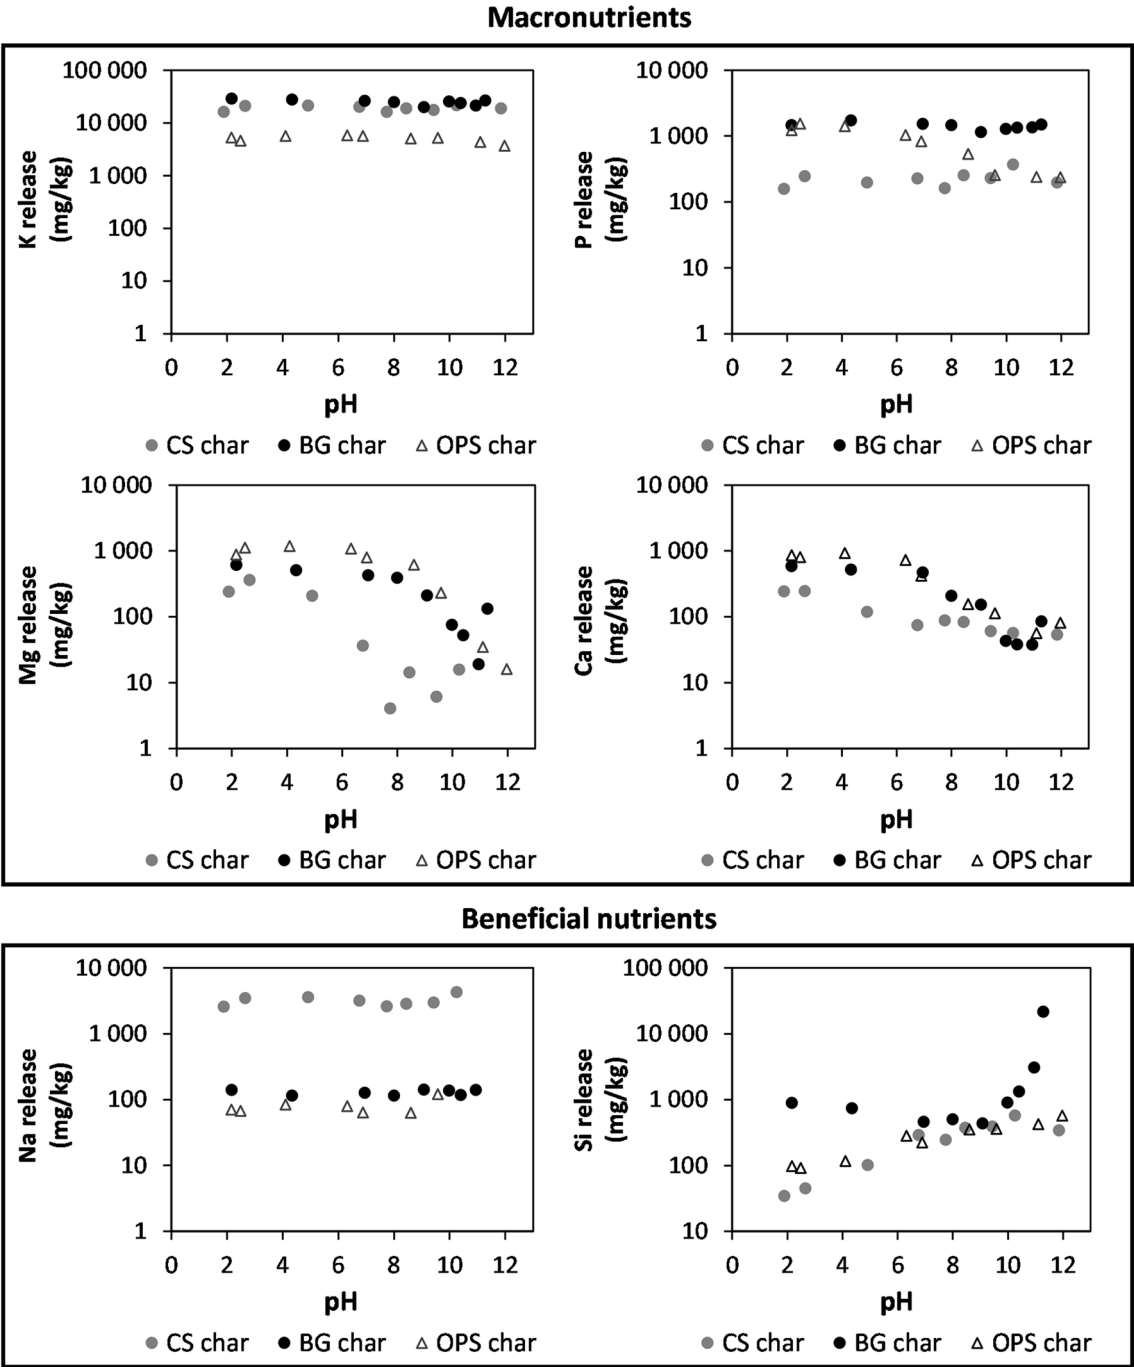 Macronutrients
K release
(mg/kg)
100 000
10 000
1 000
100
10
1
0 2 4 6 8 10 12
pH
CS char BG char OPS char
P release
(mg/kg)
10 000
1 000
100
10
1
0 2 4 6 8 10 12
pH
CS char BG char OPS char
Mg release
(mg/kg)
10 000
1 000
100
10
1
0 2 4 6 8 10 12
pH
CS char BG char OPS char
Ca release
(mg/kg)
10 000
1 000
100
10
1
0 2 4 6 8 10 12
pH
CS char BG char OPS char
Beneficial nutrients
Na release
(mg/kg)
10 000
1 000
100
10
1
0 2 4 6 8 10 12
pH
CS char BG char OPS char
Si release
(mg/kg)
100 000
10 000
1 000
100
10
0 2 4 6 8 10 12
pH
CS char BG char OPS char